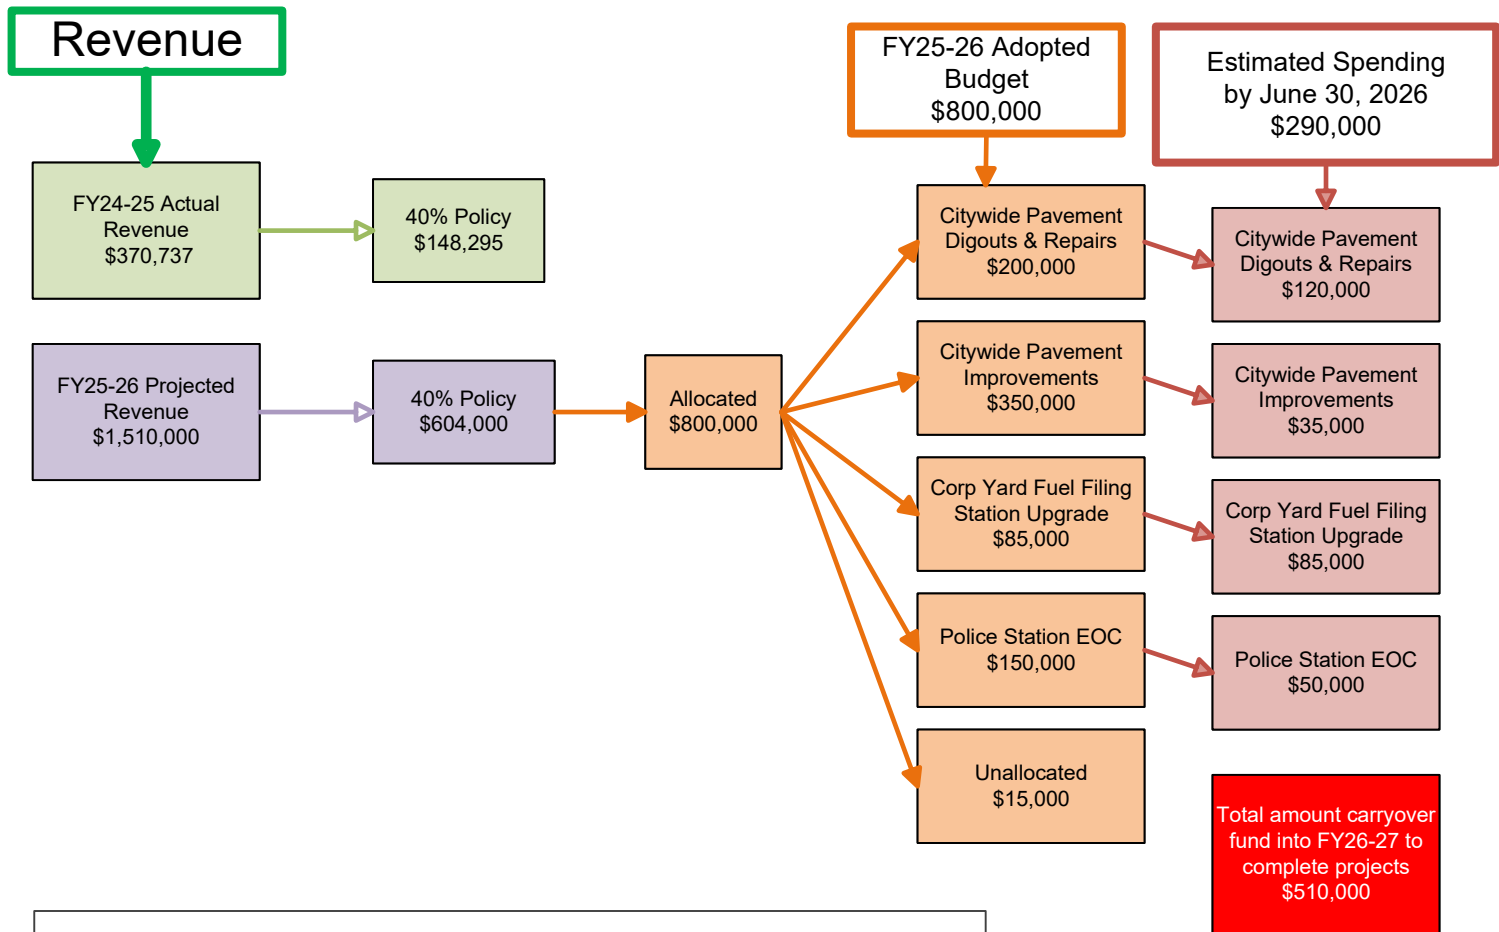 Revenue
FY24-25 Actual
Revenue
$370,737
40% Policy
$148,295
FY25-26 Projected
Revenue
$1,510,000
40% Policy
$604,000
Allocated
$800,000
FY25-26 Adopted
Budget
$800,000
Citywide Pavement
Digouts & Repairs
$200,000
Citywide Pavement
Improvements
$350,000
Corp Yard Fuel Filing
Station Upgrade
$85,000
Police Station EOC
$150,000
Unallocated
$15,000
Estimated Spending
by June 30, 2026
$290,000
Citywide Pavement
Digouts & Repairs
$120,000
Citywide Pavement
Improvements
$35,000
Corp Yard Fuel Filing
Station Upgrade
$85,000
Police Station EOC
$50,000
Total amount carryover
fund into FY26-27 to
complete projects
$510,000